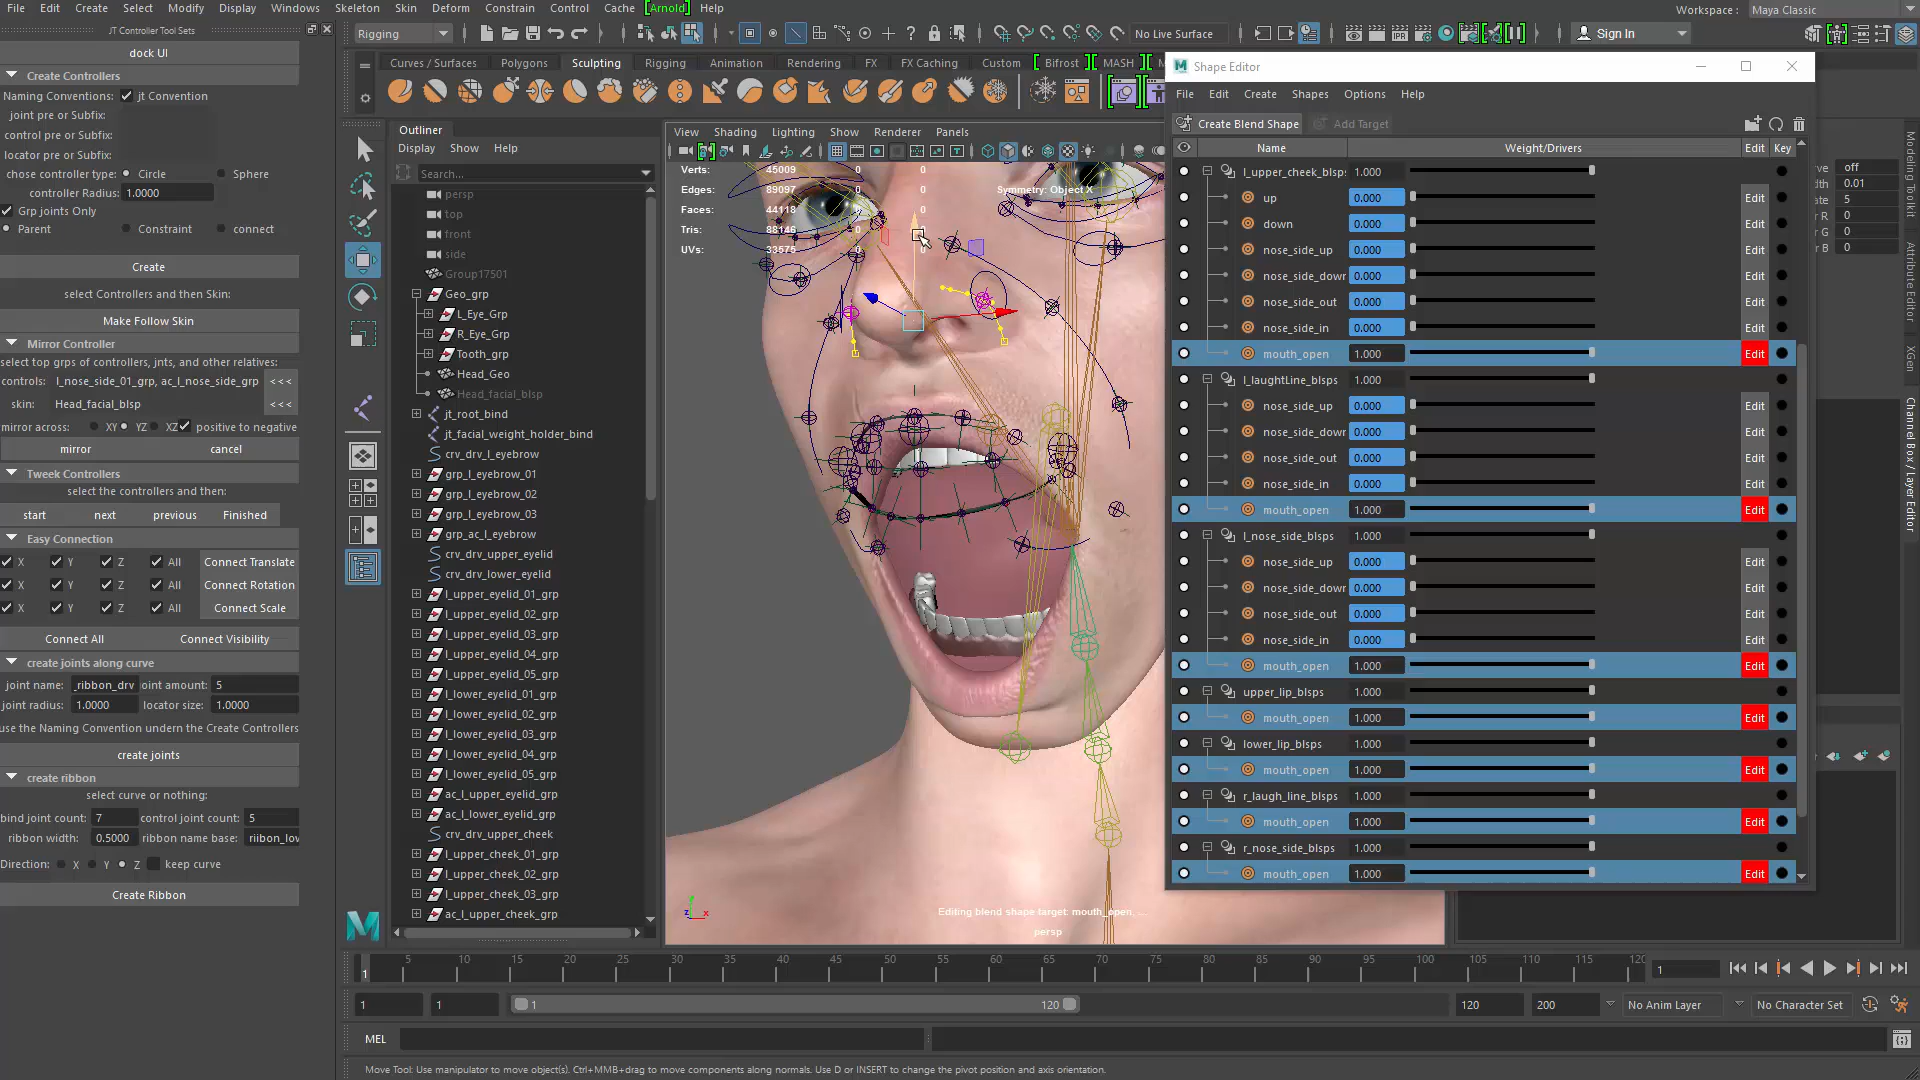 File Edit Create Select Modify Display Windows Skeleton Skin Deform Constrain Control Cache [Arnold] Help
Workspace : Maya Classic
JT Controller Tool Sets
dock UI
Create Controllers
Naming Conventions: jt Convention
joint pre or Subfix:
control pre or Subfix:
locator pre or Subfix:
chose controller type: Circle Sphere
controller Radius: 1.0000
Grp joints Only
Parent Constraint connect
Create
select Controllers and then Skin:
Make Follow Skin
Mirror Controller
select top grps of controllers, jnts, and other relatives:
controls: l_nose_side_01_grp, ac_l_nose_side_grp <<<
skin: Head_facial_blsp <<<
mirror across: XY YZ XZ positive to negative
mirror cancel
Tweek Controllers
select the controllers and then:
start next previous Finished
Easy Connection
X Y Z All Connect Translate
X Y Z All Connect Rotation
X Y Z All Connect Scale
Connect All Connect Visibility
create joints along curve
joint name: _ribbon_drv oint amount: 5
joint radius: 1.0000 locator size: 1.0000
use the Naming Convention undern the Create Controllers
create joints
create ribbon
select curve or nothing:
bind joint count: 7 control joint count: 5
ribbon width: 0.5000 ribbon name base: riibon_lov
Direction: X Y Z keep curve
Create Ribbon
Rigging
No Live Surface
Sign In
Curves / Surfaces Polygons Sculpting Rigging Animation Rendering FX FX Caching Custom Bifrost MASH
Outliner
Display Show Help
Search...
persp
top
front
side
Group17501
Geo_grp
L_Eye_Grp
R_Eye_Grp
Tooth_grp
Head_Geo
Head_facial_blsp
jt_root_bind
jt_facial_weight_holder_bind
crv_drv_l_eyebrow
grp_l_eyebrow_01
grp_l_eyebrow_02
grp_l_eyebrow_03
grp_ac_l_eyebrow
crv_drv_upper_eyelid
crv_drv_lower_eyelid
l_upper_eyelid_01_grp
l_upper_eyelid_02_grp
l_upper_eyelid_03_grp
l_upper_eyelid_04_grp
l_upper_eyelid_05_grp
l_lower_eyelid_01_grp
l_lower_eyelid_02_grp
l_lower_eyelid_03_grp
l_lower_eyelid_04_grp
l_lower_eyelid_05_grp
ac_l_upper_eyelid_grp
ac_l_lower_eyelid_grp
crv_drv_upper_cheek
l_upper_cheek_01_grp
l_upper_cheek_02_grp
l_upper_cheek_03_grp
ac_l_upper_cheek_grp
View Shading Lighting Show Renderer Panels
Verts: 45009 0 0
Edges: 89097 0 0
Faces: 44118 0
Tris: 88146 0
UVs: 33575 0
Symmetry: Object X
Editing blend shape target: mouth_open, ...
persp
Shape Editor
File Edit Create Shapes Options Help
Create Blend Shape Add Target
Name Weight/Drivers Edit Key
l_upper_cheek_blsp: 1.000
up 0.000 Edit
down 0.000 Edit
nose_side_up 0.000 Edit
nose_side_down 0.000 Edit
nose_side_out 0.000 Edit
nose_side_in 0.000 Edit
mouth_open 1.000 Edit
l_laughtLine_blsps 1.000
nose_side_up 0.000 Edit
nose_side_down 0.000 Edit
nose_side_out 0.000 Edit
nose_side_in 0.000 Edit
mouth_open 1.000 Edit
l_nose_side_blsps 1.000
nose_side_up 0.000 Edit
nose_side_down 0.000 Edit
nose_side_out 0.000 Edit
nose_side_in 0.000 Edit
mouth_open 1.000 Edit
upper_lip_blsps 1.000
mouth_open 1.000 Edit
lower_lip_blsps 1.000
mouth_open 1.000 Edit
r_laugh_line_blsps 1.000
mouth_open 1.000 Edit
r_nose_side_blsps 1.000
mouth_open 1.000 Edit
off
0.01
5
R 0
G 0
B 0
Attribute Editor
XGen
Channel Box / Layer Editor
1 5 10 15 20 25 30 35 40 45 50 55 60 65 70 75 80 85 90 95 100 105 110 115 120
1
1 1 1 120 120 200 No Anim Layer No Character Set
MEL
Move Tool: Use manipulator to move object(s). Ctrl+MMB+drag to move components along normals. Use D or INSERT to change the pivot position and axis orientation.